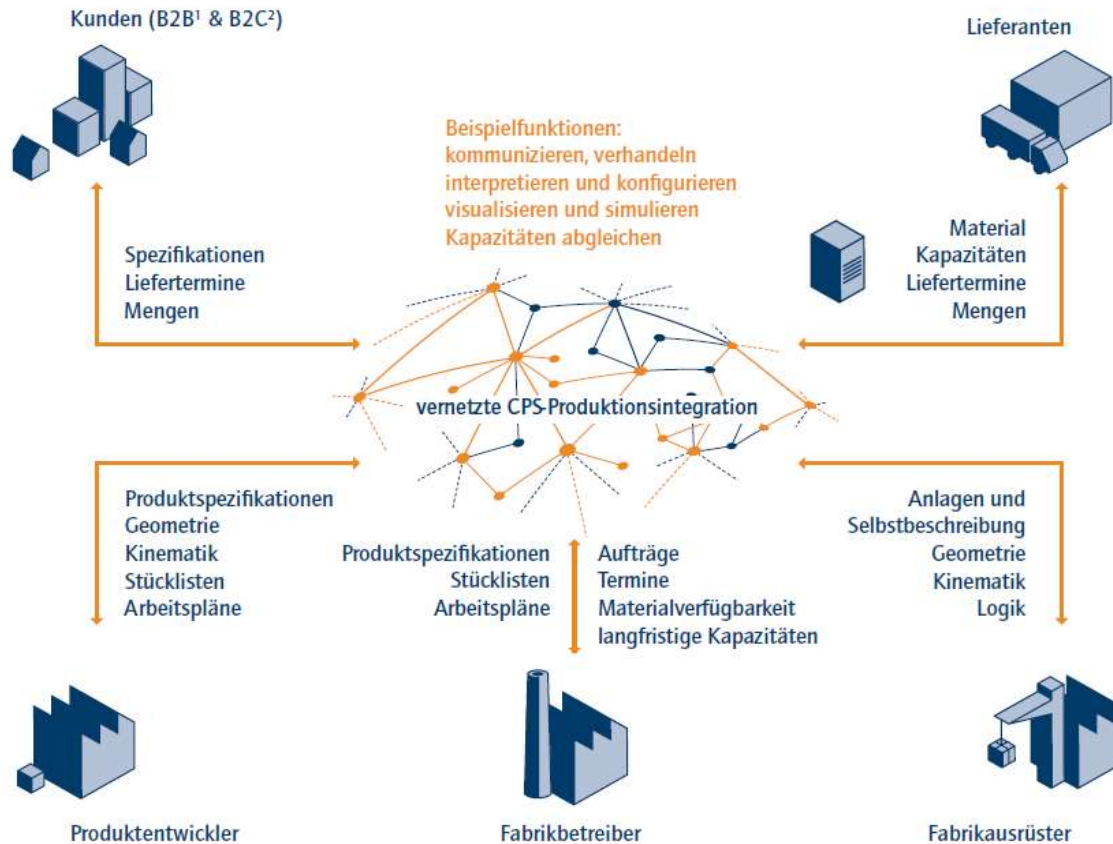 Kunden (B2B¹ & B2C²)
Lieferanten
Beispielfunktionen:
kommunizieren, verhandeln
interpretieren und konfigurieren
visualisieren und simulieren
Kapazitäten abgleichen
Spezifikationen
Liefertermine
Mengen
Material
Kapazitäten
Liefertermine
Mengen
vernetzte CPS-Produktionsintegration
Produktspezifikationen
Geometrie
Kinematik
Stücklisten
Arbeitspläne
Produktspezifikationen
Stücklisten
Arbeitspläne
Aufträge
Termine
Materialverfügbarkeit
langfristige Kapazitäten
Anlagen und
Selbstbeschreibung
Geometrie
Kinematik
Logik
Produktentwickler
Fabrikbetreiber
Fabrikausrüster